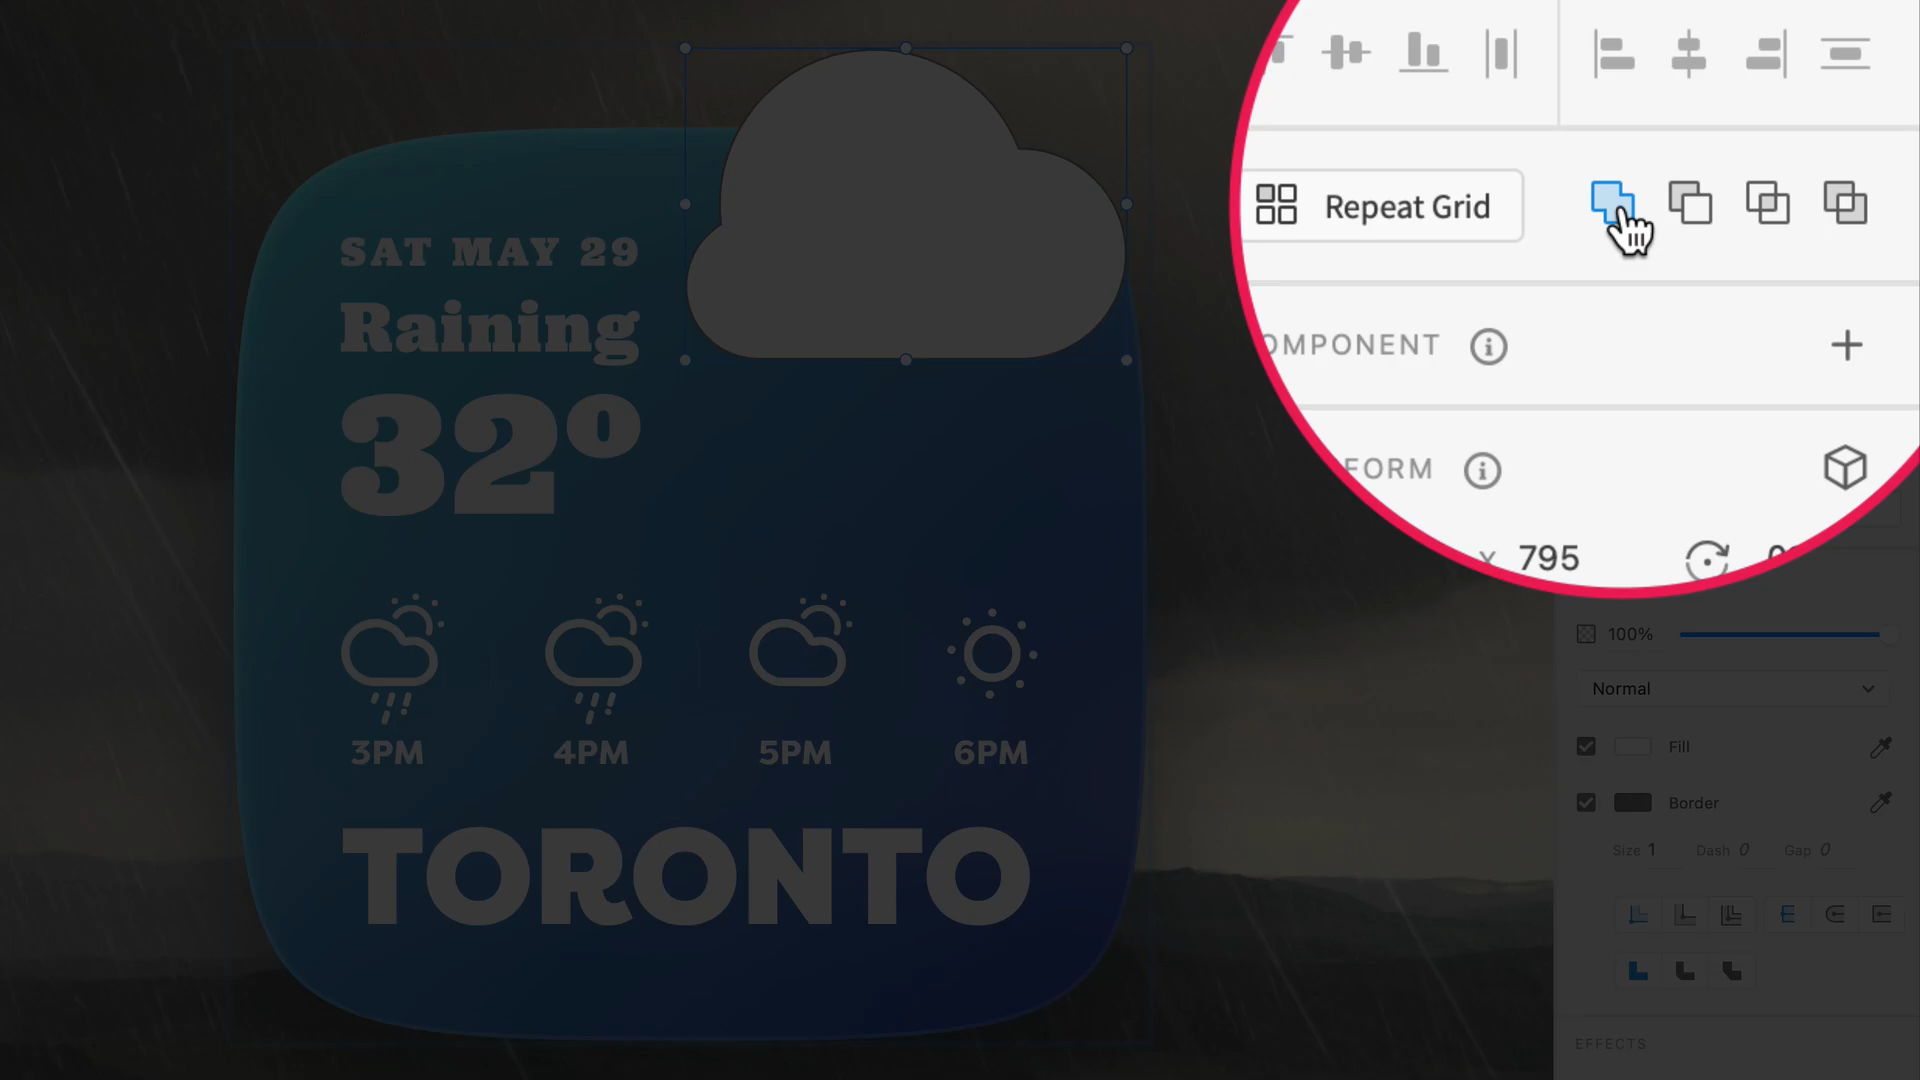 SAT MAY 29
Raining
32º
3PM
4PM
5PM
6PM
TORONTO
Repeat Grid
OMPONENT
FORM
X 795
100%
Normal
Fill
Border
Size 1
Dash 0
Gap 0
EFFECTS